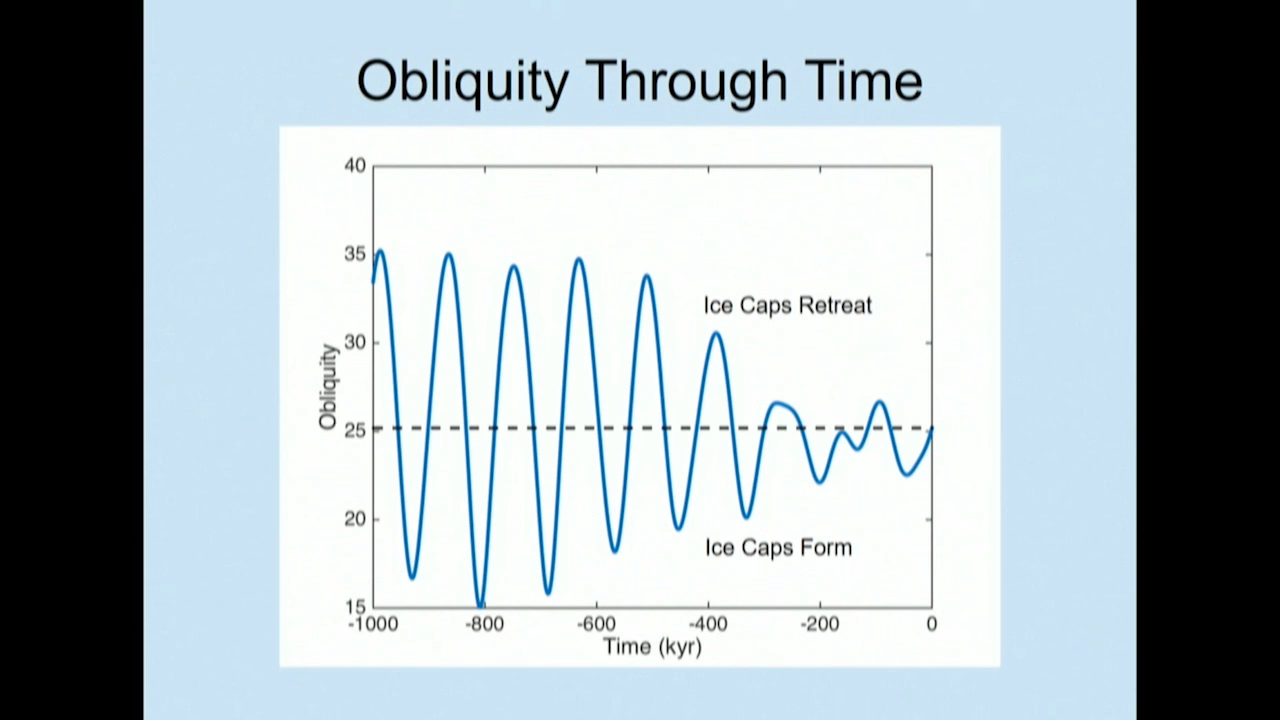 Obliquity Through Time
40
35
30
25
20
15
Obliquity
Ice Caps Retreat
Ice Caps Form
-1000 -800 -600 -400 -200 0
Time (kyr)